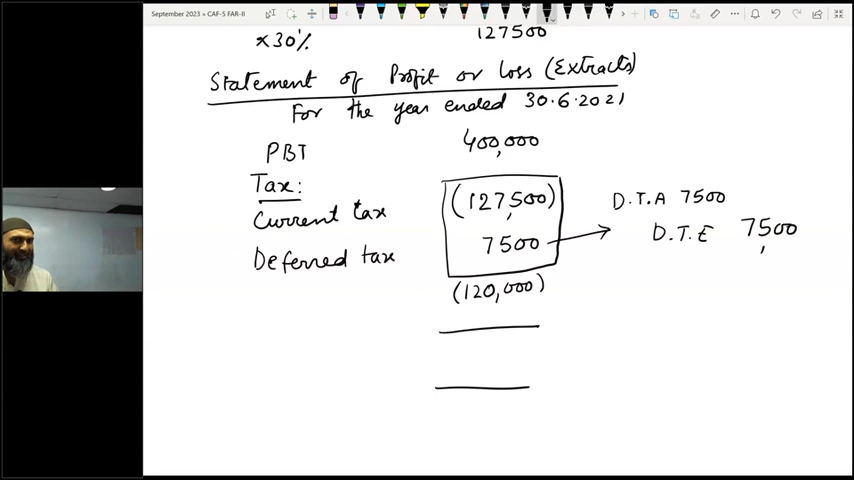 September 2023 » CAF-5 FAR-II
x30% 127500
Statement of Profit or Loss (Extracts)
For the year ended 30.6.2021
PBT 400,000
Tax:
Current tax (127,500) D.T.A 7500
Deferred tax 7500 D.T.E 7500
(120,000)